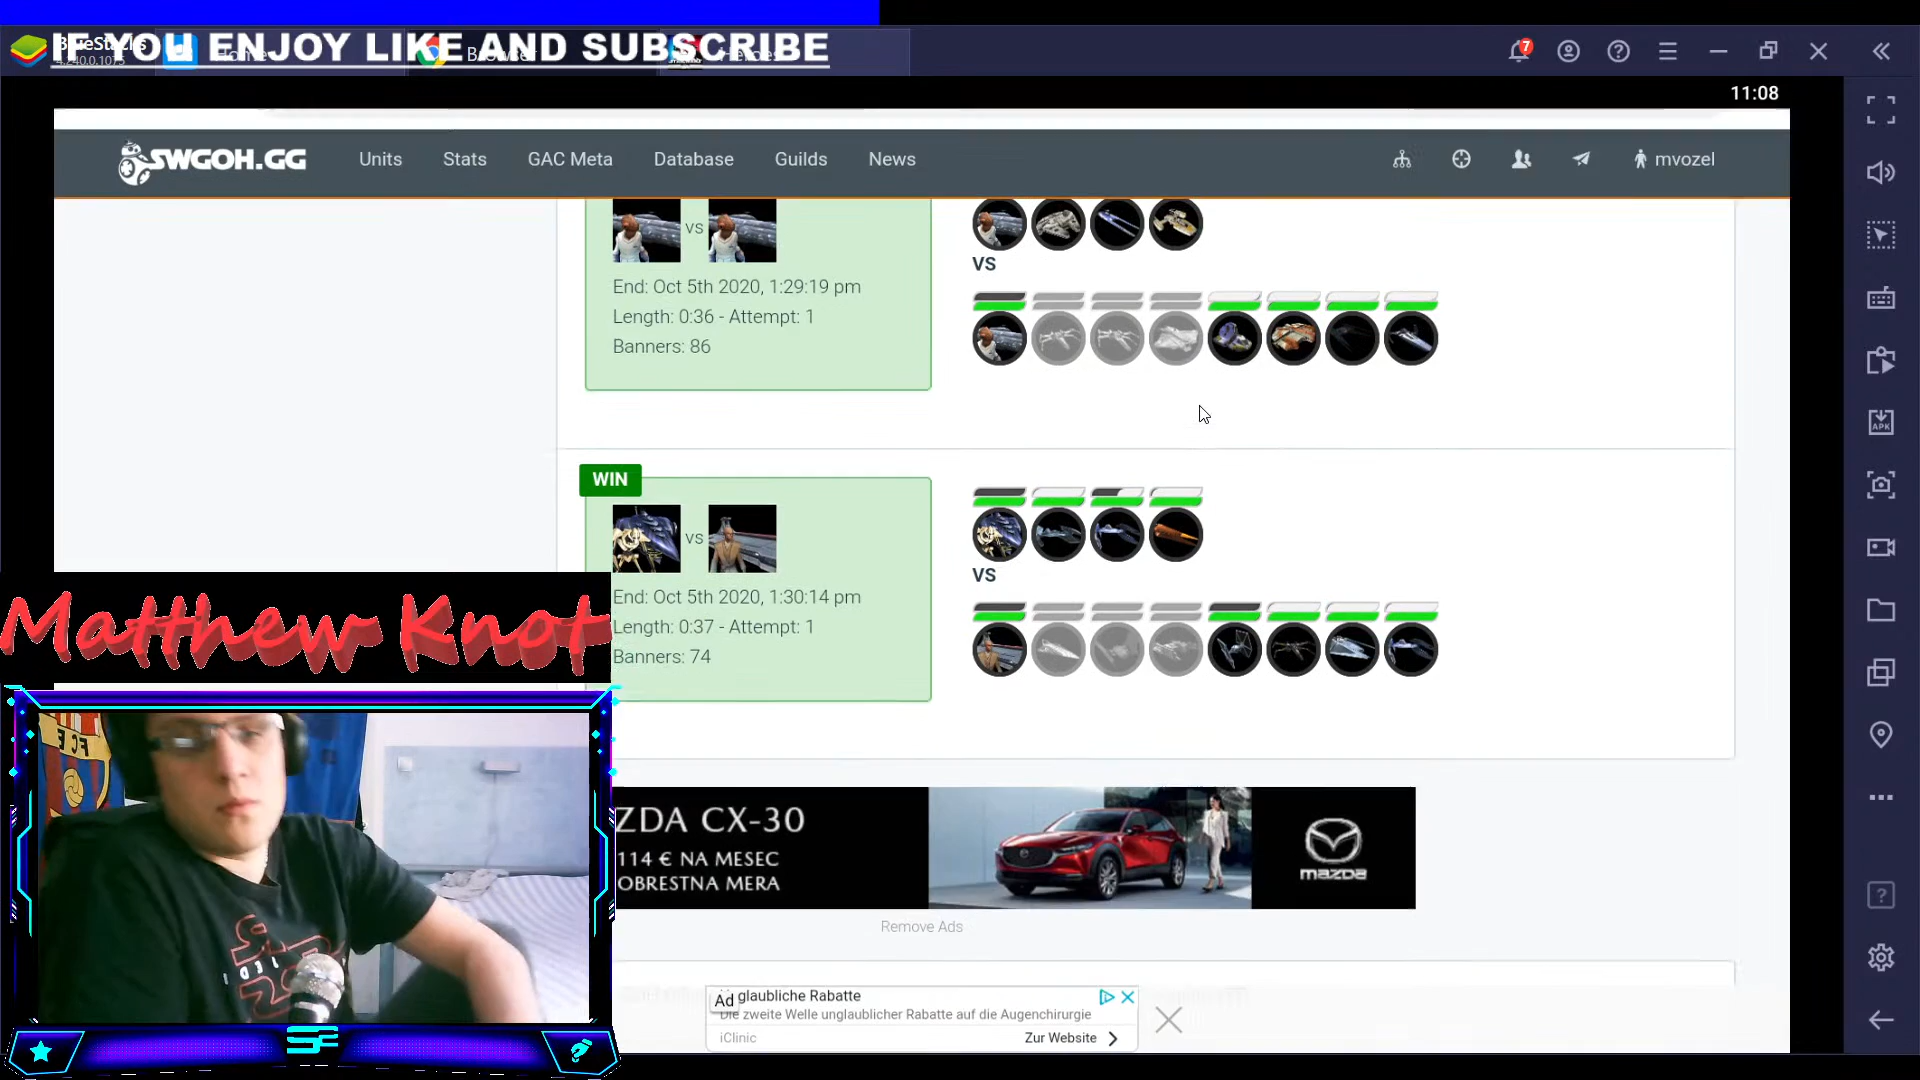 IF YOU ENJOY LIKE AND SUBSCRIBE
7
11:08
SWGOH.GG
Units
Stats
GAC Meta
Database
Guilds
News
mvozel
vs
End: Oct 5th 2020, 1:29:19 pm
Length: 0:36 - Attempt: 1
Banners: 86
VS
WIN
vs
End: Oct 5th 2020, 1:30:14 pm
Length: 0:37 - Attempt: 1
Banners: 74
VS
Matthew Knot
FC
ZDA CX-30
114 € NA MESEC
OBRESTNA MERA
mazda
Remove Ads
Ad
glaubliche Rabatte
Die zweite Welle unglaublicher Rabatte auf die Augenchirurgie
iClinic
Zur Website
APK